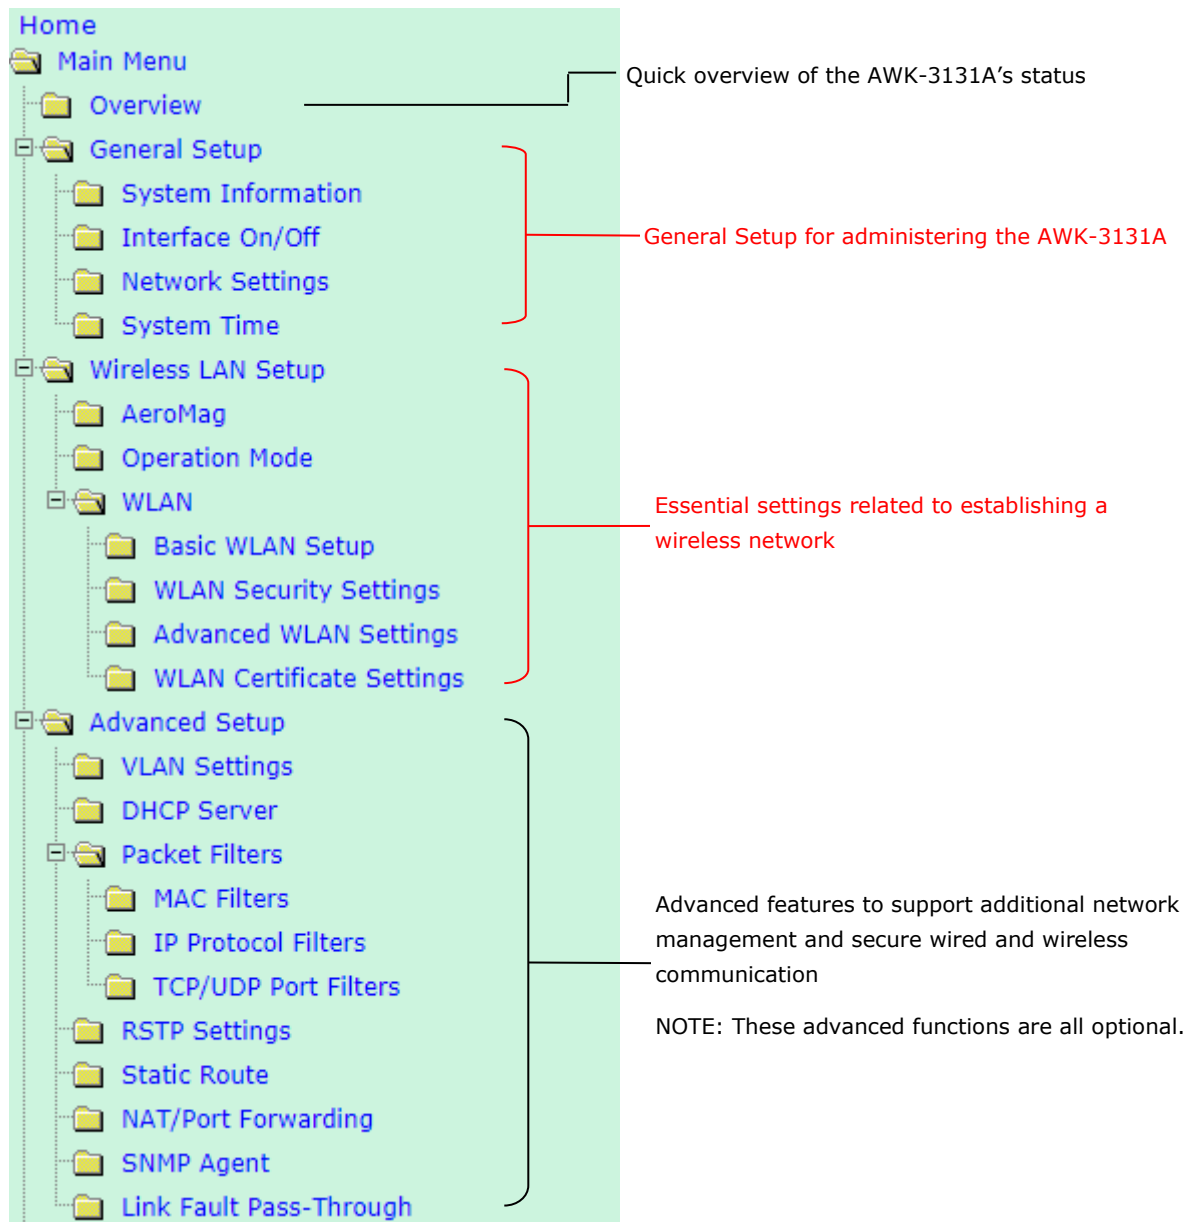 Home
Main Menu
Overview
General Setup
System Information
Interface On/Off
Network Settings
System Time
Wireless LAN Setup
AeroMag
Operation Mode
WLAN
Basic WLAN Setup
WLAN Security Settings
Advanced WLAN Settings
WLAN Certificate Settings
Advanced Setup
VLAN Settings
DHCP Server
Packet Filters
MAC Filters
IP Protocol Filters
TCP/UDP Port Filters
RSTP Settings
Static Route
NAT/Port Forwarding
SNMP Agent
Link Fault Pass-Through
Quick overview of the AWK-3131A’s status
General Setup for administering the AWK-3131A
Essential settings related to establishing a
wireless network
Advanced features to support additional network
management and secure wired and wireless
communication
NOTE: These advanced functions are all optional.